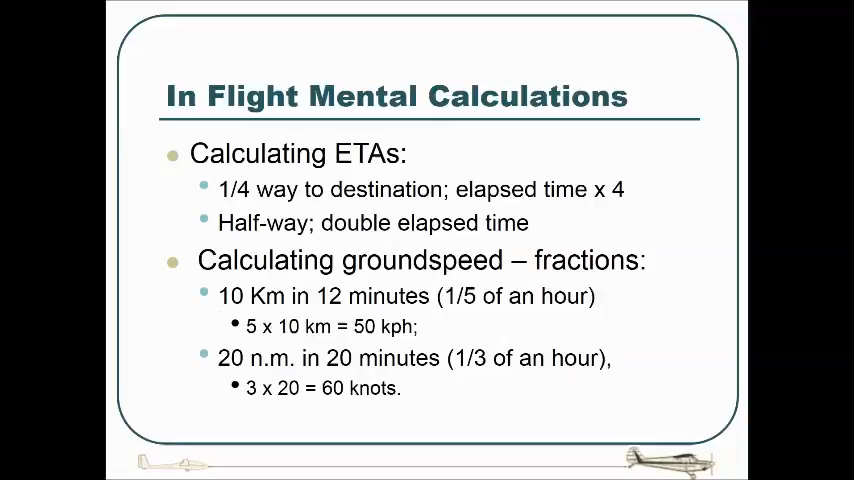 In Flight Mental Calculations
Calculating ETAs:
1/4 way to destination; elapsed time x 4
Half-way; double elapsed time
Calculating groundspeed – fractions:
10 Km in 12 minutes (1/5 of an hour)
5 x 10 km = 50 kph;
20 n.m. in 20 minutes (1/3 of an hour),
3 x 20 = 60 knots.